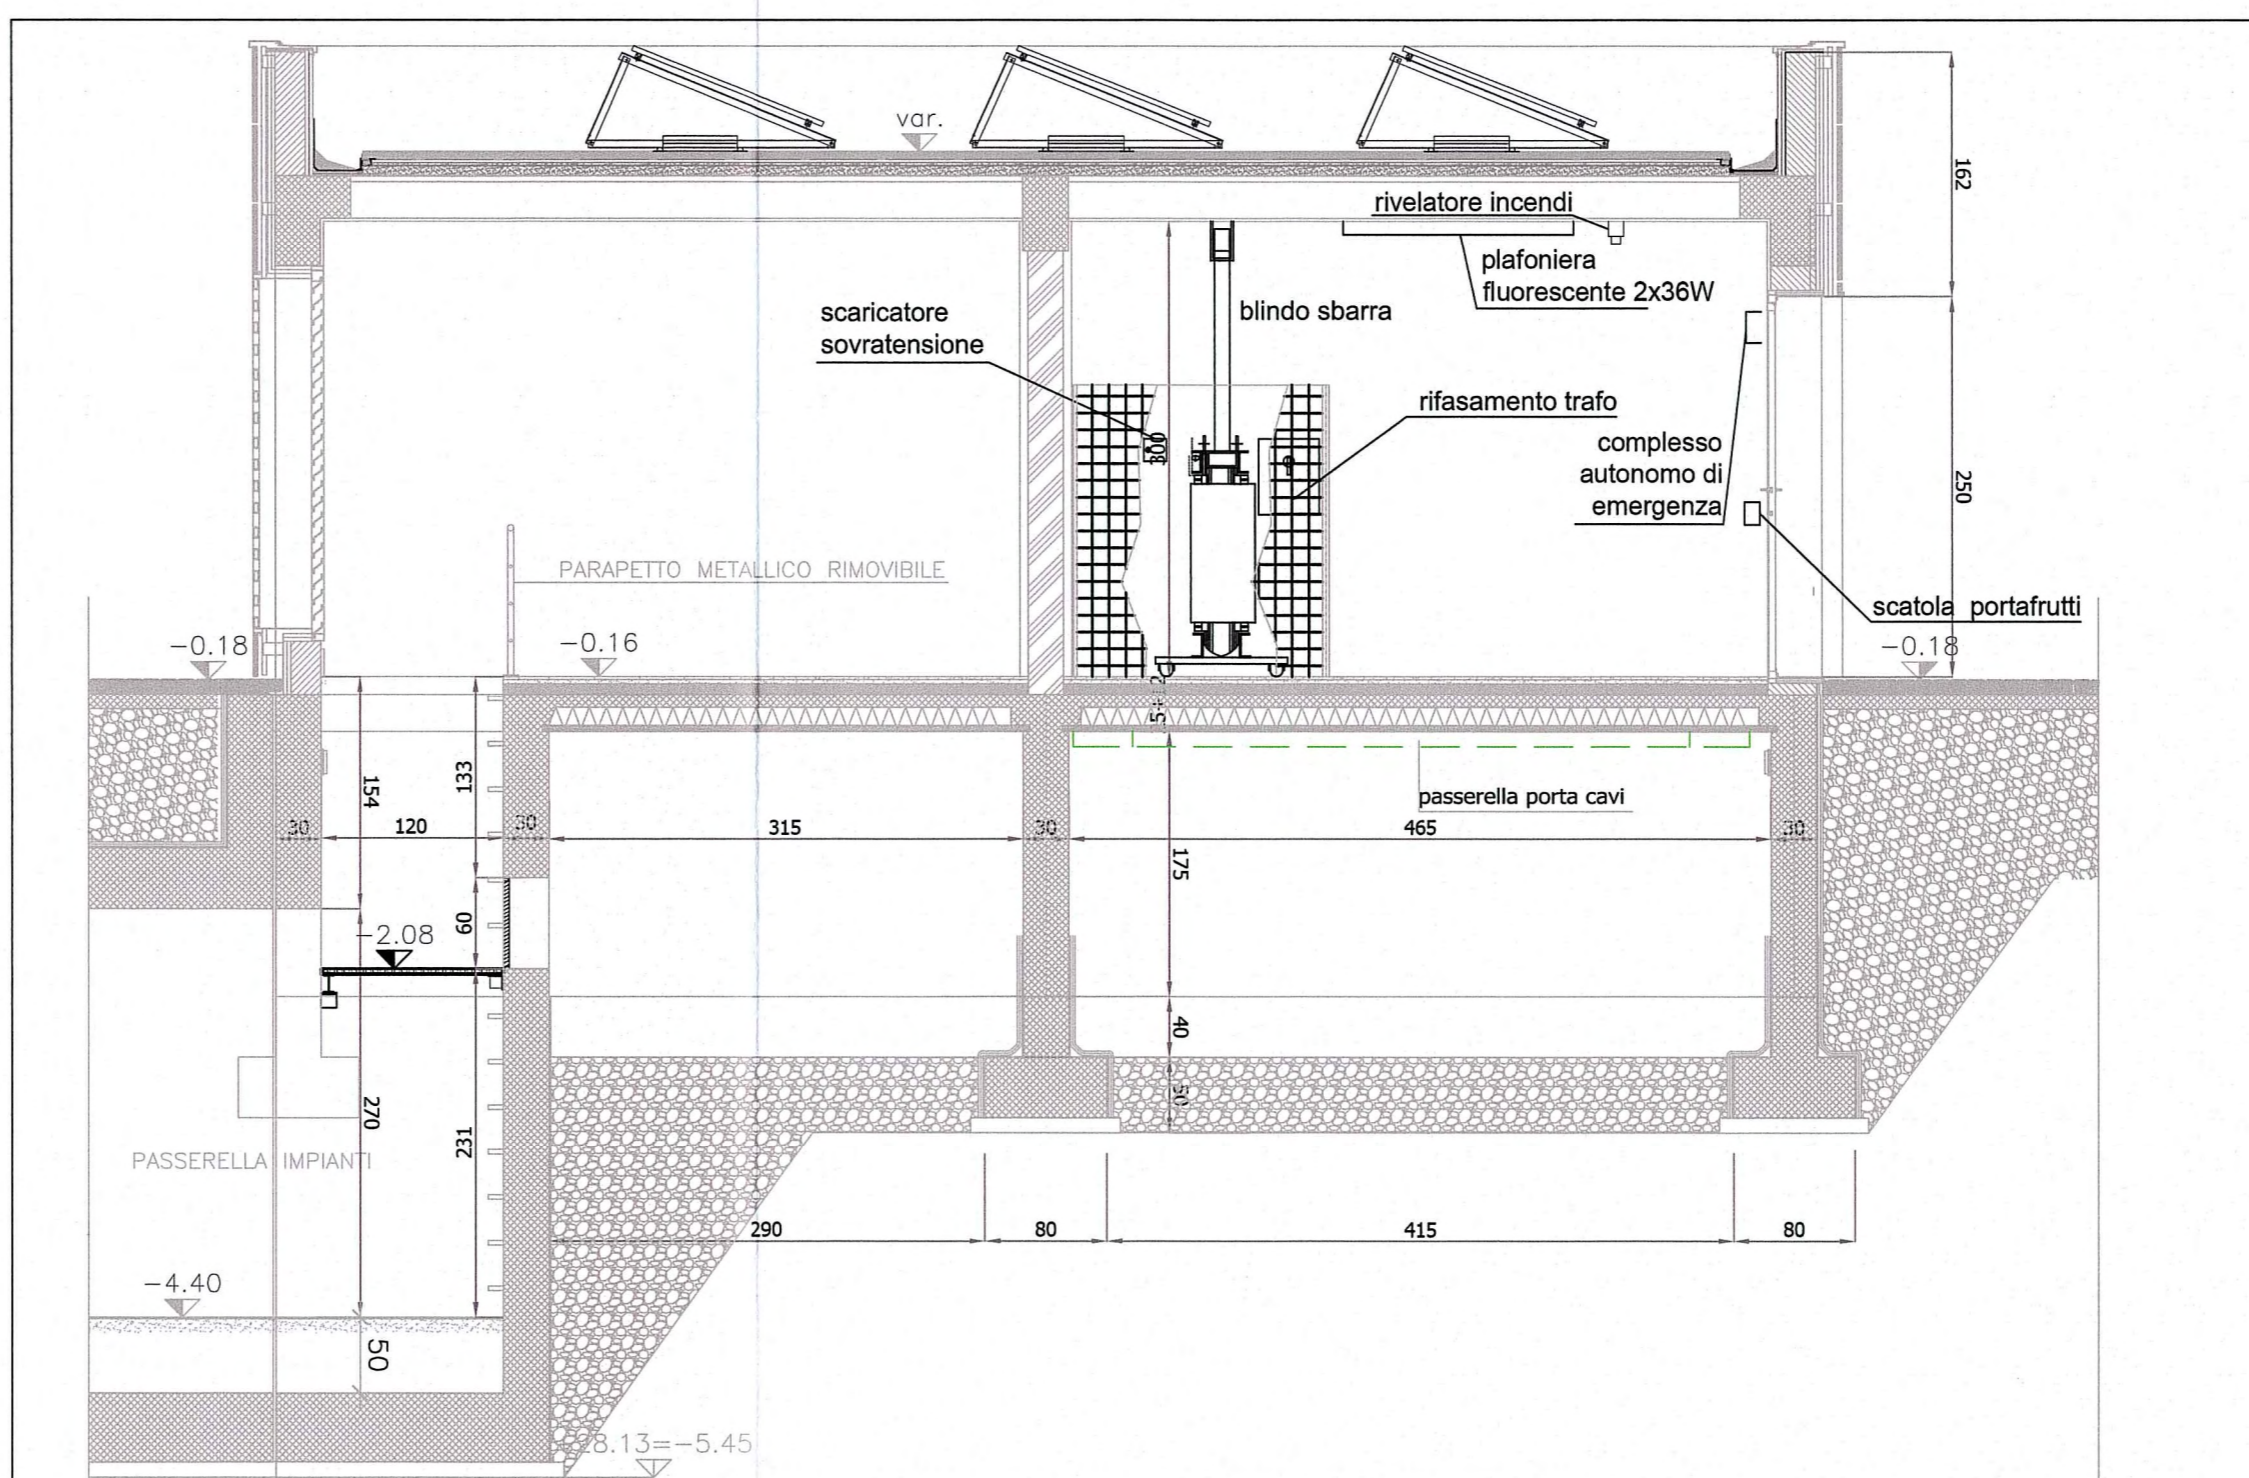 var.
162
rivelatore incendi
plafoniera
fluorescente 2x36W
scaricatore
sovratensione
blindo sbarra
rifasamento trafo
300
complesso
autonomo di
emergenza
250
PARAPETTO METALLICO RIMOVIBILE
scatola portafrutti
-0.18
-0.16
-0.18
154
133
passerella porta cavi
30
120
30
315
30
465
30
175
60
-2.08
40
50
270
231
PASSERELLA IMPIANTI
290
80
415
80
-4.40
50
28.13=-5.45